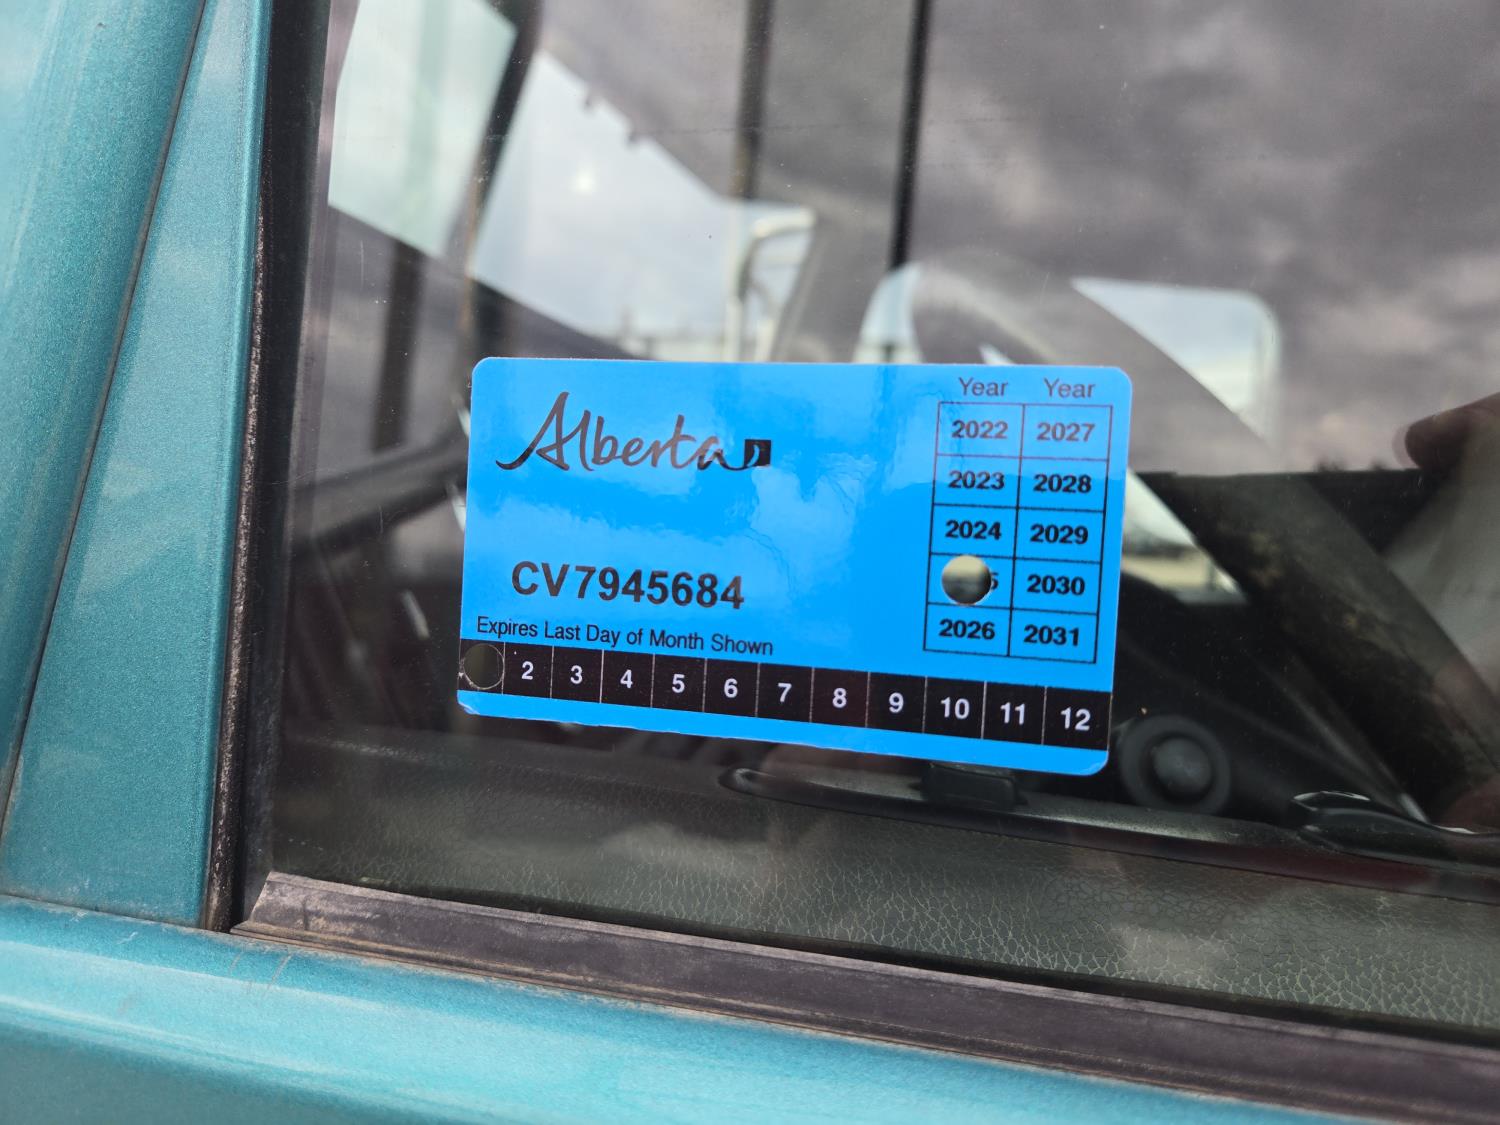 Alberta
Year Year
2022 2027
2023 2028
2024 2029
2030
2026 2031
CV7945684
Expires Last Day of Month Shown
2 3 4 5 6 7 8 9 10 11 12